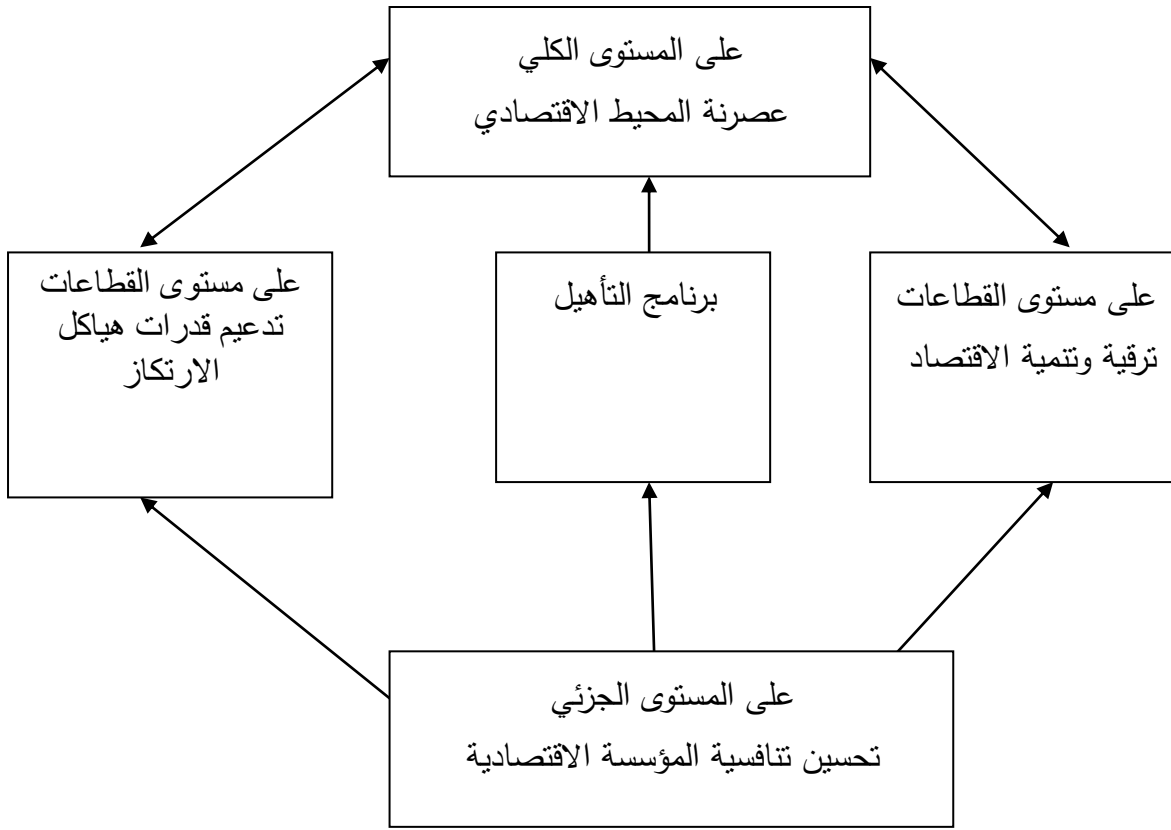 على المستوى الكلي
عصرنة المحيط الاقتصادي
على مستوى القطاعات
ترقية وتنمية الاقتصاد
برنامج التأهيل
على مستوى القطاعات
تدعيم قدرات هياكل
الارتكاز
على المستوى الجزئي
تحسين تنافسية المؤسسة الاقتصادية